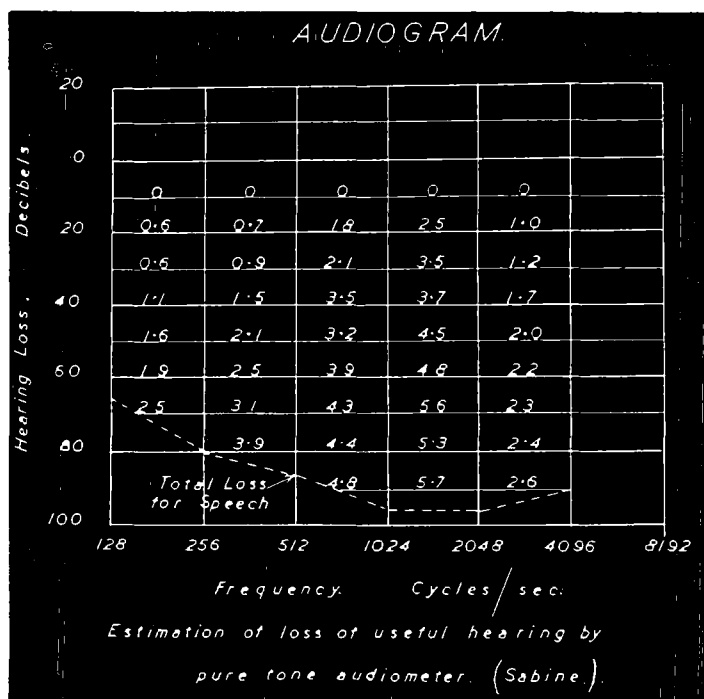 AUDIOGRAM.
Hearing Loss. Decibels.
20
0
0 0 0 0 0
20 0·6 0·7 1·8 2·5 1·0
0·6 0·9 2·1 3·5 1·2
40 1·1 1·5 3·5 3·7 1·7
1·6 2·1 3·2 4·5 2·0
60 1·9 2·5 3·9 4·8 2·2
2·5 3·1 4·3 5·6 2·3
80 3·9 4·4 5·3 2·4
Total Loss 4·8 5·7 2·6
for Speech
100
128 256 512 1024 2048 4096 8192
Frequency. Cycles/sec:
Estimation of loss of useful hearing by
pure tone audiometer. (Sabine).